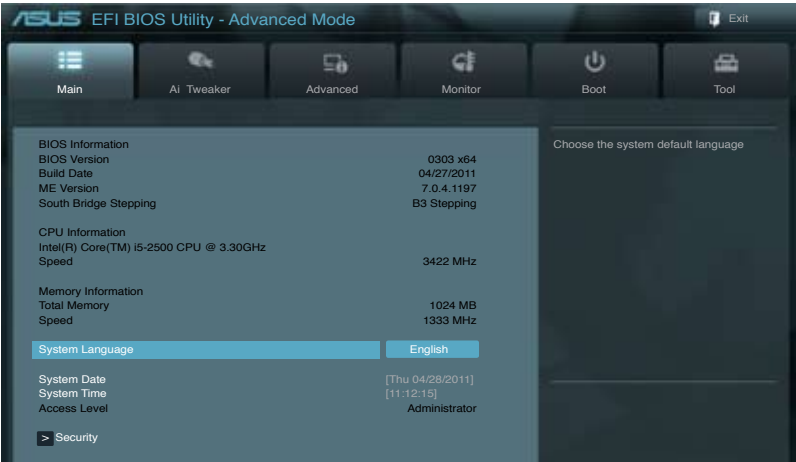 ASUS EFI BIOS Utility - Advanced Mode
Exit
Main Ai Tweaker Advanced Monitor Boot Tool
BIOS Information
BIOS Version 0303 x64
Build Date 04/27/2011
ME Version 7.0.4.1197
South Bridge Stepping B3 Stepping
CPU Information
Intel(R) Core(TM) i5-2500 CPU @ 3.30GHz
Speed 3422 MHz
Memory Information
Total Memory 1024 MB
Speed 1333 MHz
System Language English
System Date [Thu 04/28/2011]
System Time [11:12:15]
Access Level Administrator
> Security
Choose the system default language